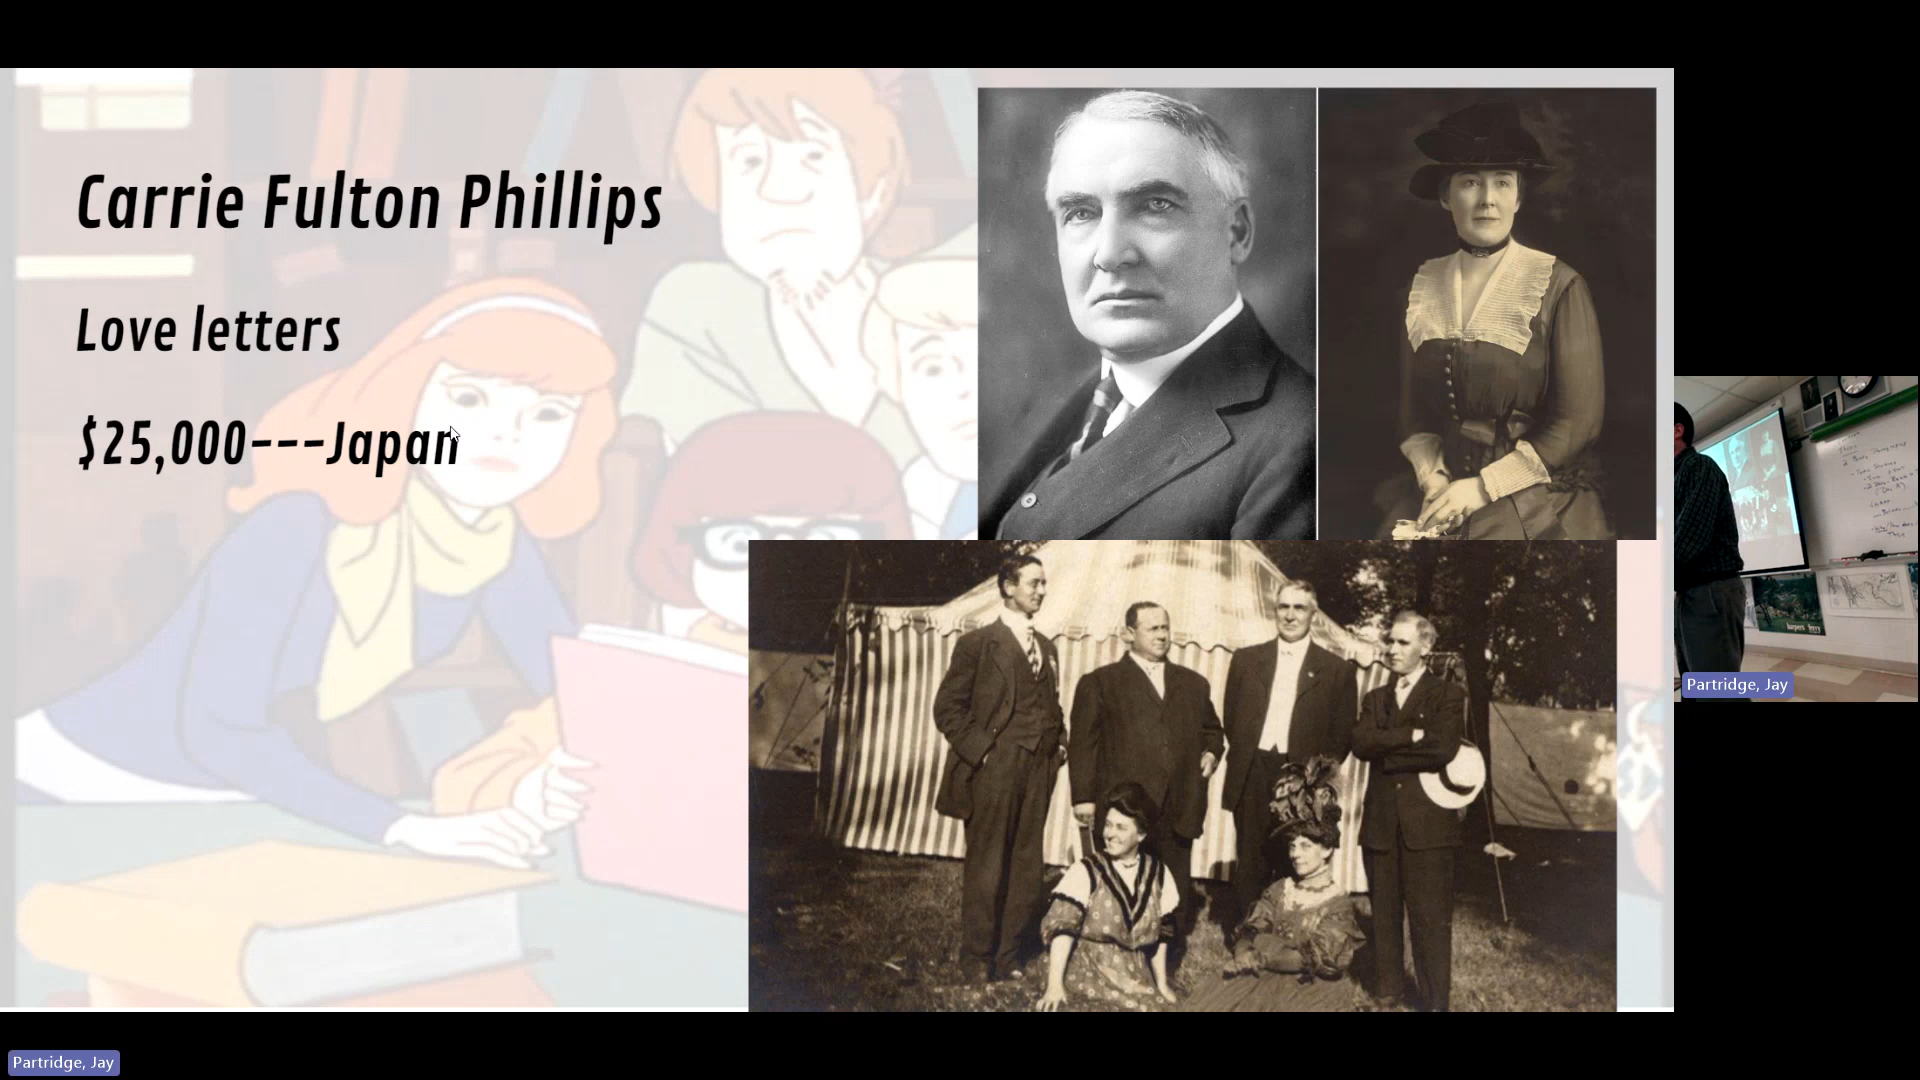 Carrie Fulton Phillips
Love letters
$25,000---Japan
Partridge, Jay
Partridge, Jay